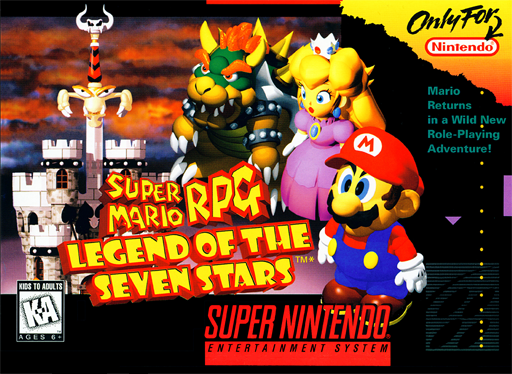 Only For
Nintendo
Mario
Returns
in a Wild New
Role-Playing
Adventure!
SUPER
MARIO RPG
LEGEND OF THE
SEVEN STARS TM*
KIDS TO ADULTS
K-A
AGES 6+
M
SUPER NINTENDO
ENTERTAINMENT SYSTEM